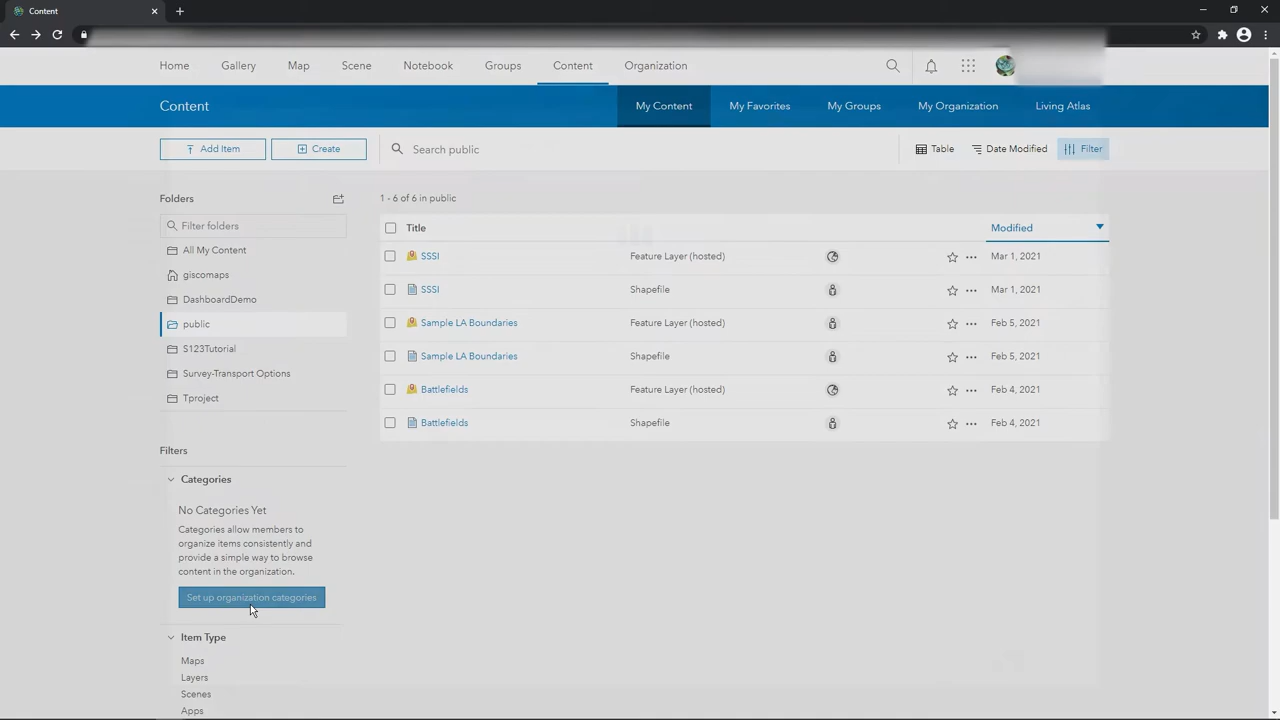 Content
Home Gallery Map Scene Notebook Groups Content Organization
Content My Content My Favorites My Groups My Organization Living Atlas
Add Item Create Search public Table Date Modified Filter
Folders
Filter folders
All My Content
giscomaps
DashboardDemo
public
S123Tutorial
Survey-Transport Options
Tproject
1 - 6 of 6 in public
Title Modified
SSSI Feature Layer (hosted) Mar 1, 2021
SSSI Shapefile Mar 1, 2021
Sample LA Boundaries Feature Layer (hosted) Feb 5, 2021
Sample LA Boundaries Shapefile Feb 5, 2021
Battlefields Feature Layer (hosted) Feb 4, 2021
Battlefields Shapefile Feb 4, 2021
Filters
Categories
No Categories Yet
Categories allow members to
organize items consistently and
provide a simple way to browse
content in the organization.
Set up organization categories
Item Type
Maps
Layers
Scenes
Apps